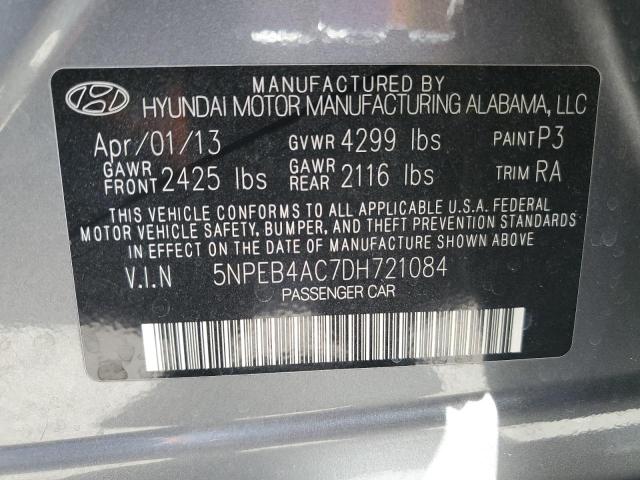 MANUFACTURED BY
HYUNDAI MOTOR MANUFACTURING ALABAMA, LLC
Apr/01/13 GVWR 4299 lbs PAINT P3
GAWR FRONT 2425 lbs GAWR REAR 2116 lbs TRIM RA
THIS VEHICLE CONFORMS TO ALL APPLICABLE U.S.A. FEDERAL
MOTOR VEHICLE SAFETY, BUMPER, AND THEFT PREVENTION STANDARDS
IN EFFECT ON THE DATE OF MANUFACTURE SHOWN ABOVE.
V.I.N 5NPEB4AC7DH721084
PASSENGER CAR